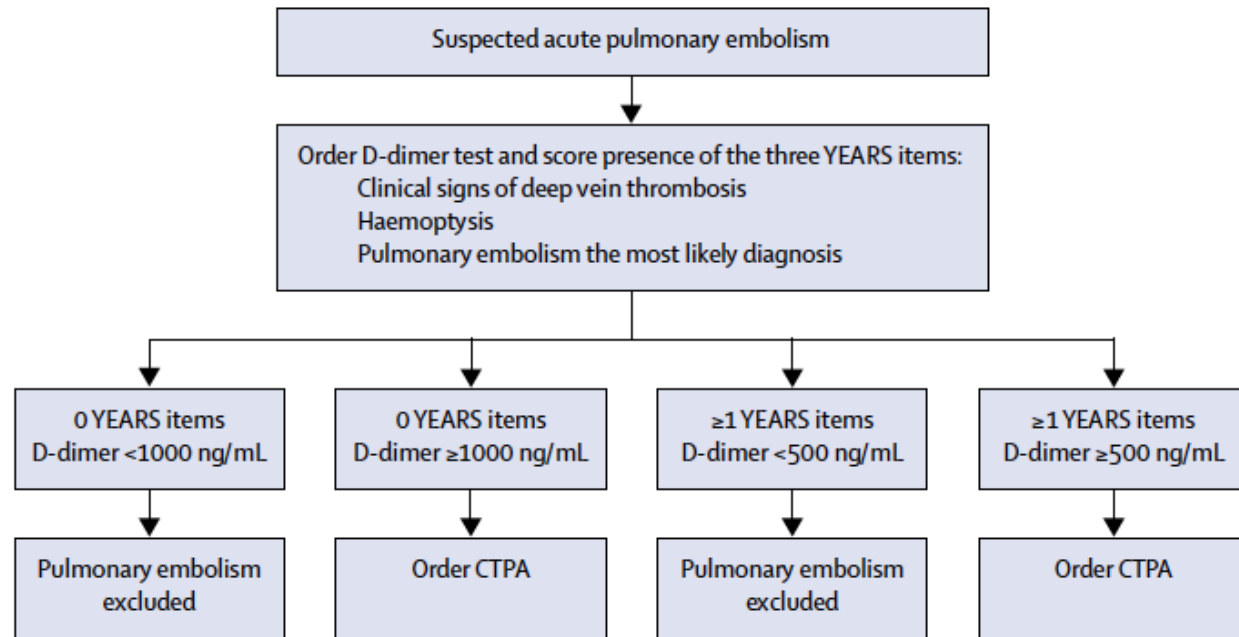 Suspected acute pulmonary embolism
Order D-dimer test and score presence of the three YEARS items:
Clinical signs of deep vein thrombosis
Haemoptysis
Pulmonary embolism the most likely diagnosis
0 YEARS items
D-dimer <1000 ng/mL
0 YEARS items
D-dimer ≥1000 ng/mL
≥1 YEARS items
D-dimer <500 ng/mL
≥1 YEARS items
D-dimer ≥500 ng/mL
Pulmonary embolism
excluded
Order CTPA
Pulmonary embolism
excluded
Order CTPA